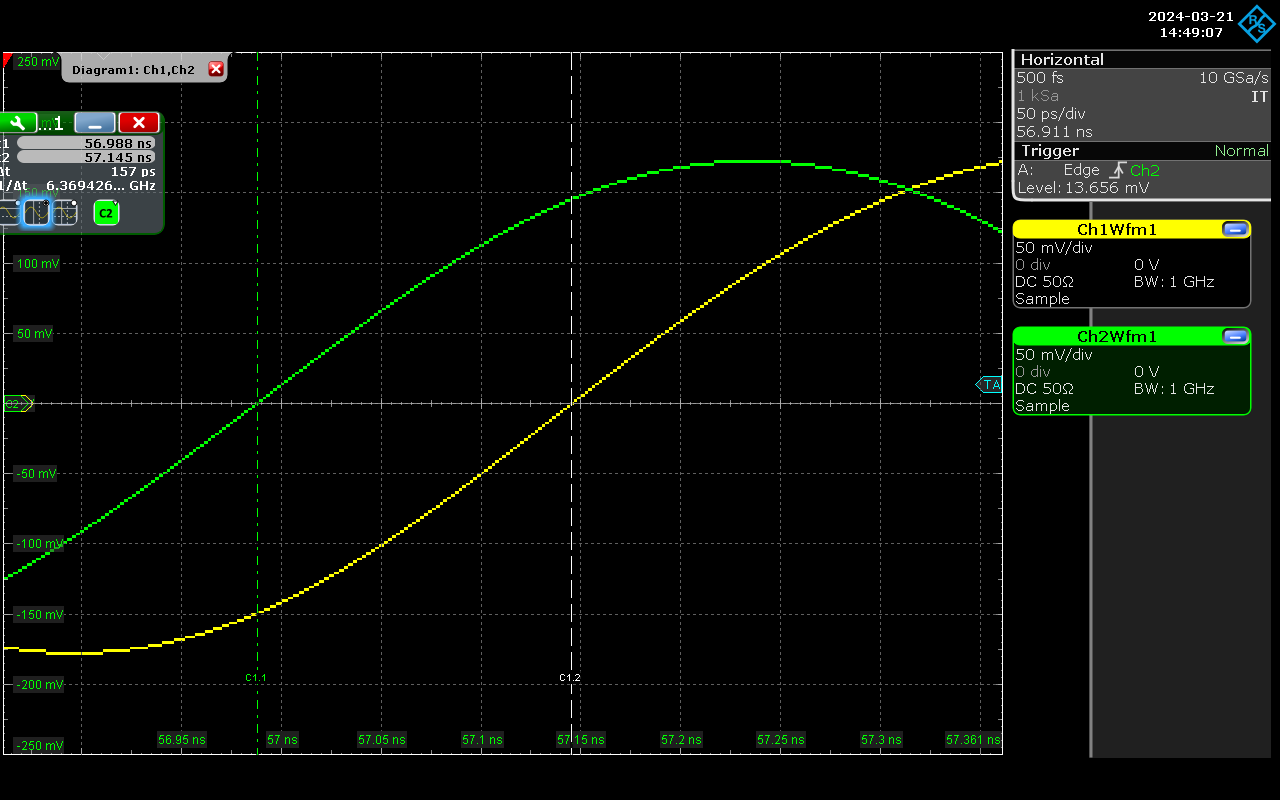 2024-03-21
14:49:07
R&S
250 mV
Diagram1: Ch1,Ch2
...1
56.988 ns
57.145 ns
157 ps
1/Δt 6.369426... GHz
C2
100 mV
50 mV
C2
-50 mV
-100 mV
-150 mV
-200 mV
-250 mV
C1.1
C1.2
TA
56.95 ns
57 ns
57.05 ns
57.1 ns
57.15 ns
57.2 ns
57.25 ns
57.3 ns
57.361 ns
Horizontal
500 fs 10 GSa/s
1 kSa IT
50 ps/div
56.911 ns
Trigger Normal
A: Edge Ch2
Level: 13.656 mV
Ch1Wfm1
50 mV/div
0 div 0 V
DC 50Ω BW: 1 GHz
Sample
Ch2Wfm1
50 mV/div
0 div 0 V
DC 50Ω BW: 1 GHz
Sample